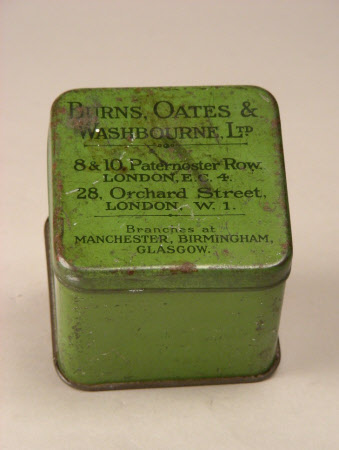 BURNS, OATES &
WASHBOURNE, LTD
8 & 10, Paternoster Row.
LONDON, E.C. 4.
28, Orchard Street,
LONDON, W. 1.
Branches at
MANCHESTER, BIRMINGHAM,
GLASGOW.